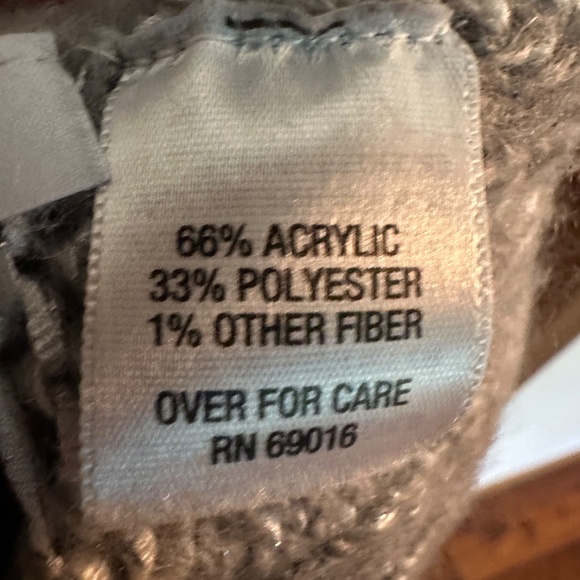 66% ACRYLIC
33% POLYESTER
1% OTHER FIBER
OVER FOR CARE
RN 69016